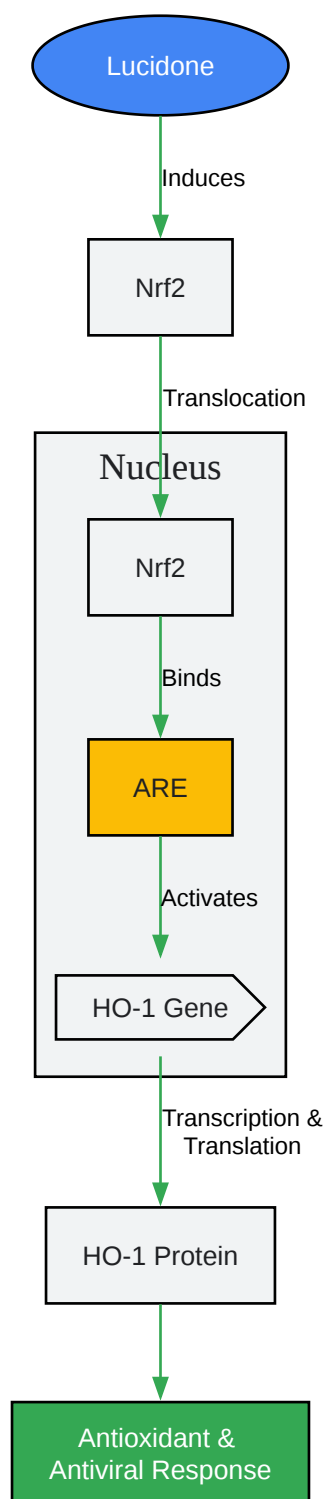 Lucidone
Induces
Nrf2
Translocation
Nucleus
Nrf2
Binds
ARE
Activates
HO-1 Gene
Transcription &
Translation
HO-1 Protein
Antioxidant &
Antiviral Response